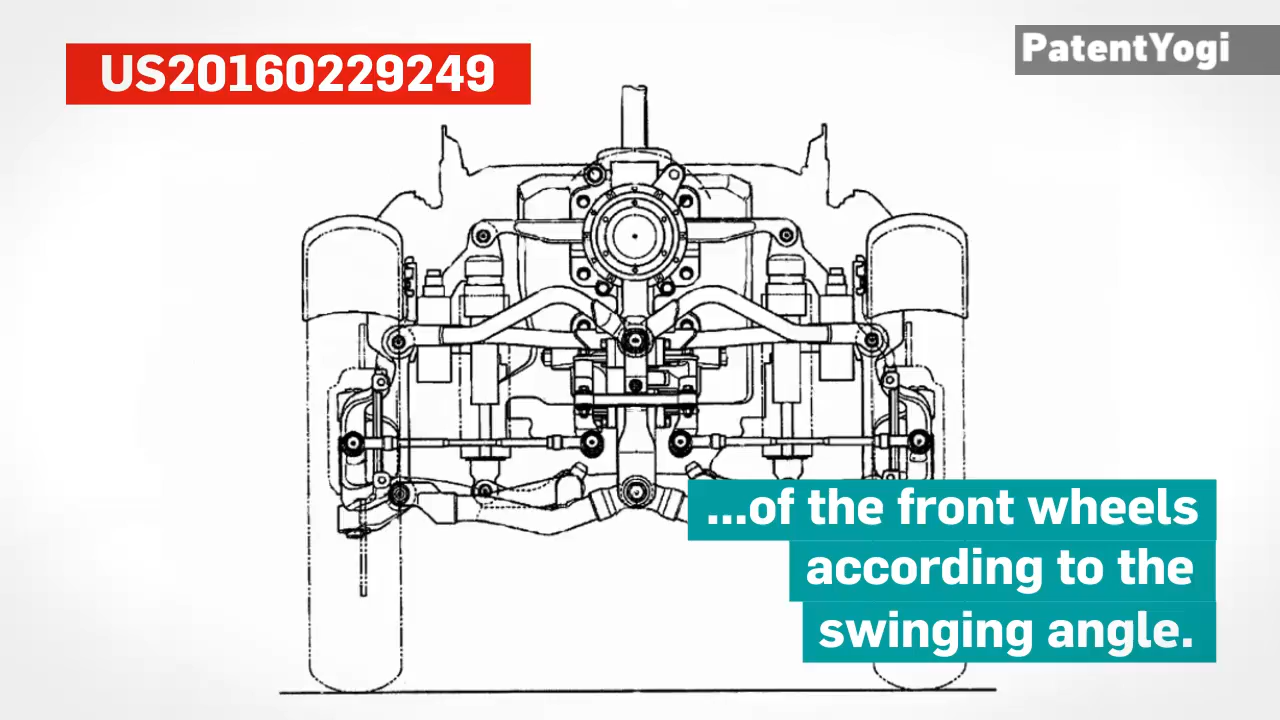 US20160229249
PatentYogi
...of the front wheels
according to the
swinging angle.